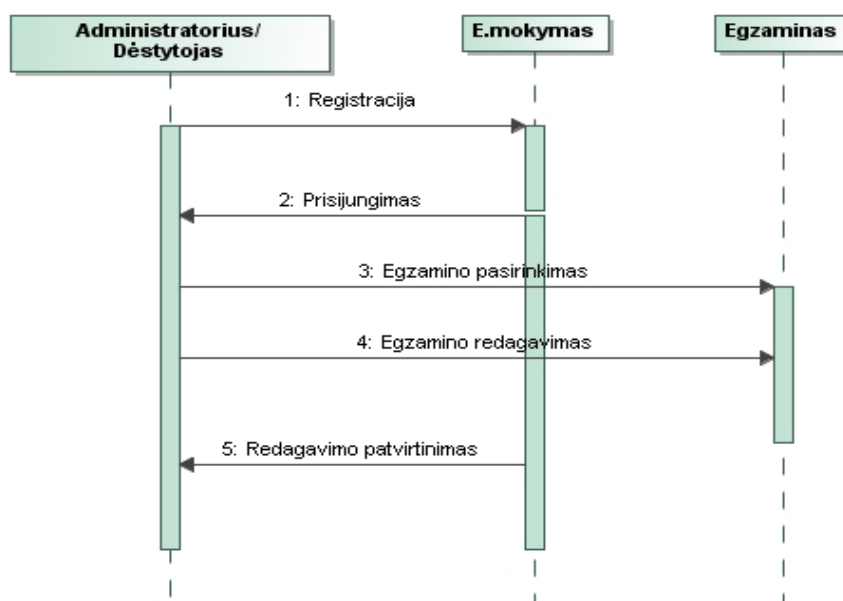 Administratorius/
Dėstytojas
E.mokymas
Egzaminas
1: Registracija
2: Prisijungimas
3: Egzamino pasirinkimas
4: Egzamino redagavimas
5: Redagavimo patvirtinimas